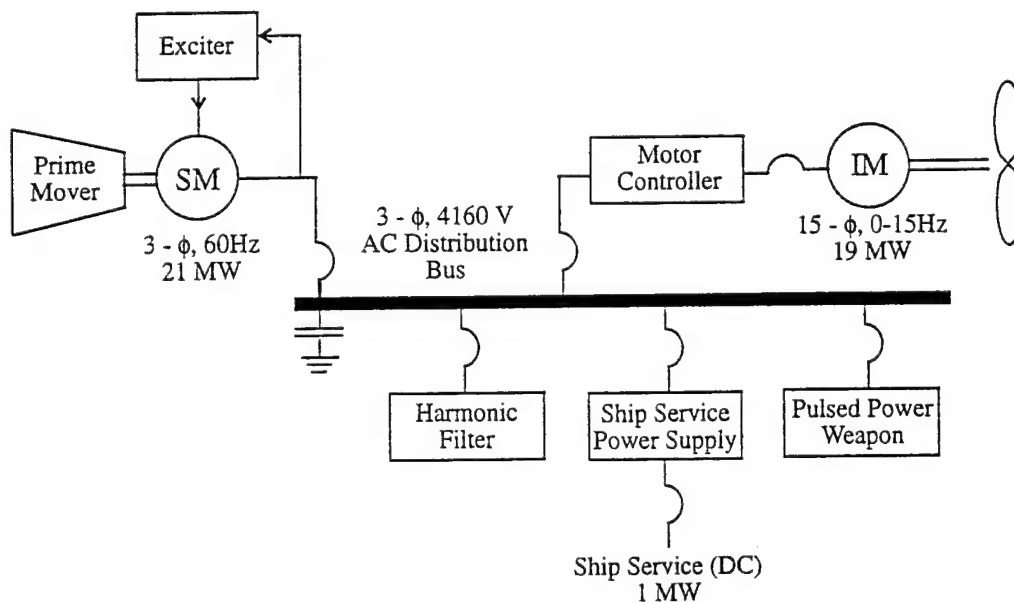 Exciter
Prime
Mover
SM
3 - ϕ, 60Hz
21 MW
3 - ϕ, 4160 V
AC Distribution
Bus
Motor
Controller
IM
15 - ϕ, 0-15Hz
19 MW
Harmonic
Filter
Ship Service
Power Supply
Pulsed Power
Weapon
Ship Service (DC)
1 MW